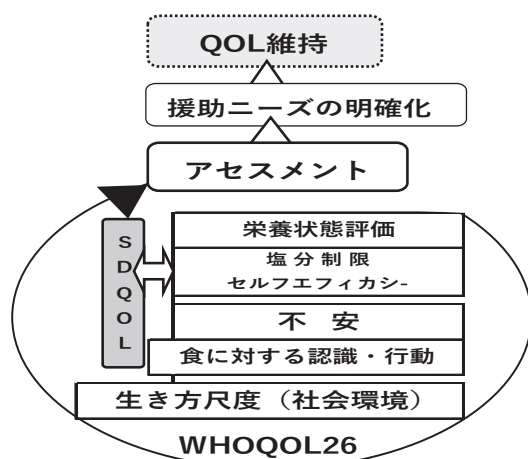 QOL維持
援助ニーズの明確化
アセスメント
SDQOL
栄養状態評価
塩分制限
セルフエフィカシ-
不 安
食に対する認識・行動
生き方尺度（社会環境）
WHOQOL26